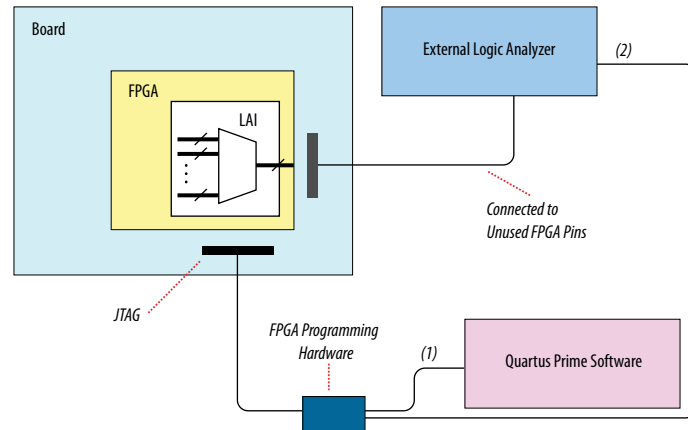 Board
External Logic Analyzer
(2)
FPGA
LAI
Connected to
Unused FPGA Pins
JTAG
FPGA Programming
Hardware
(1)
Quartus Prime Software